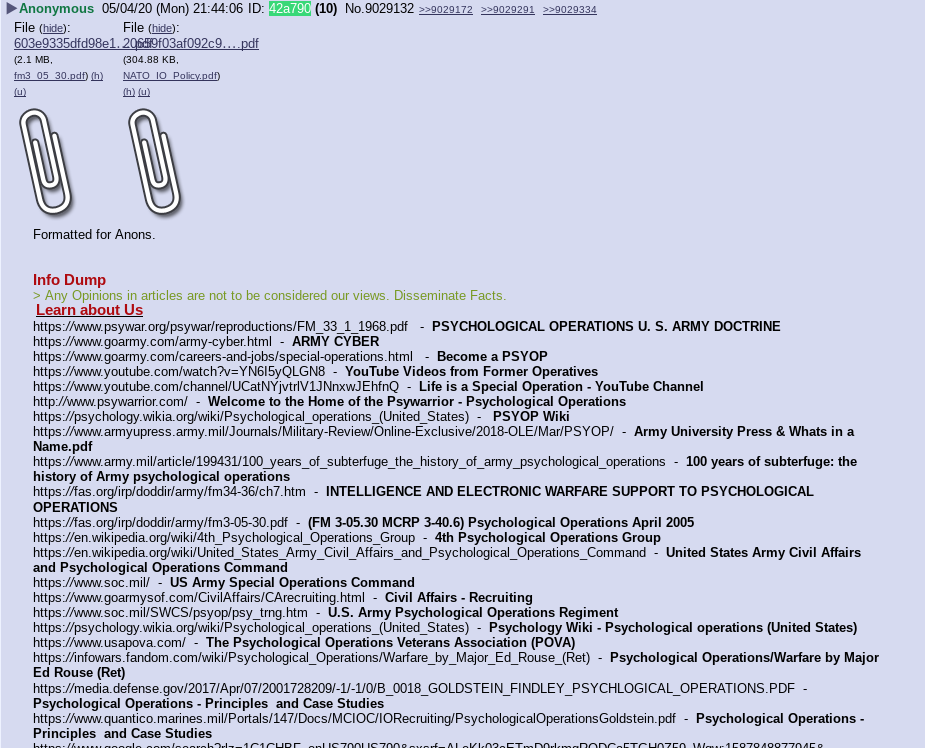 ▶Anonymous 05/04/20 (Mon) 21:44:06 ID: 42a790 (10) No.9029132 >>9029172 >>9029291 >>9029334
File (hide): File (hide):
603e9335dfd98e1….pdf 20659f03af092c9….pdf
(2.1 MB, (304.88 KB,
fm3_05_30.pdf) (h) NATO_IO_Policy.pdf)
(u) (h) (u)
Formatted for Anons.
Info Dump
> Any Opinions in articles are not to be considered our views. Disseminate Facts.
Learn about Us
https://www.psywar.org/psywar/reproductions/FM_33_1_1968.pdf - PSYCHOLOGICAL OPERATIONS U. S. ARMY DOCTRINE
https://www.goarmy.com/army-cyber.html - ARMY CYBER
https://www.goarmy.com/careers-and-jobs/special-operations.html - Become a PSYOP
https://www.youtube.com/watch?v=YN6I5yQLGN8 - YouTube Videos from Former Operatives
https://www.youtube.com/channel/UCatNYjvtrlV1JNnxwJEhfnQ - Life is a Special Operation - YouTube Channel
http://www.psywarrior.com/ - Welcome to the Home of the Psywarrior - Psychological Operations
https://psychology.wikia.org/wiki/Psychological_operations_(United_States) - PSYOP Wiki
https://www.armyupress.army.mil/Journals/Military-Review/Online-Exclusive/2018-OLE/Mar/PSYOP/ - Army University Press & Whats in a
Name.pdf
https://www.army.mil/article/199431/100_years_of_subterfuge_the_history_of_army_psychological_operations - 100 years of subterfuge: the
history of Army psychological operations
https://fas.org/irp/doddir/army/fm34-36/ch7.htm - INTELLIGENCE AND ELECTRONIC WARFARE SUPPORT TO PSYCHOLOGICAL
OPERATIONS
https://fas.org/irp/doddir/army/fm3-05-30.pdf - (FM 3-05.30 MCRP 3-40.6) Psychological Operations April 2005
https://en.wikipedia.org/wiki/4th_Psychological_Operations_Group - 4th Psychological Operations Group
https://en.wikipedia.org/wiki/United_States_Army_Civil_Affairs_and_Psychological_Operations_Command - United States Army Civil Affairs
and Psychological Operations Command
https://www.soc.mil/ - US Army Special Operations Command
https://www.goarmysof.com/CivilAffairs/CArecruiting.html - Civil Affairs - Recruiting
https://www.soc.mil/SWCS/psyop/psy_trng.htm - U.S. Army Psychological Operations Regiment
https://psychology.wikia.org/wiki/Psychological_operations_(United_States) - Psychology Wiki - Psychological operations (United States)
https://www.usapova.com/ - The Psychological Operations Veterans Association (POVA)
https://infowars.fandom.com/wiki/Psychological_Operations/Warfare_by_Major_Ed_Rouse_(Ret) - Psychological Operations/Warfare by Major
Ed Rouse (Ret)
https://media.defense.gov/2017/Apr/07/2001728209/-1/-1/0/B_0018_GOLDSTEIN_FINDLEY_PSYCHLOGICAL_OPERATIONS.PDF -
Psychological Operations - Principles and Case Studies
https://www.quantico.marines.mil/Portals/147/Docs/MCIOC/IORecruiting/PsychologicalOperationsGoldstein.pdf - Psychological Operations -
Principles and Case Studies